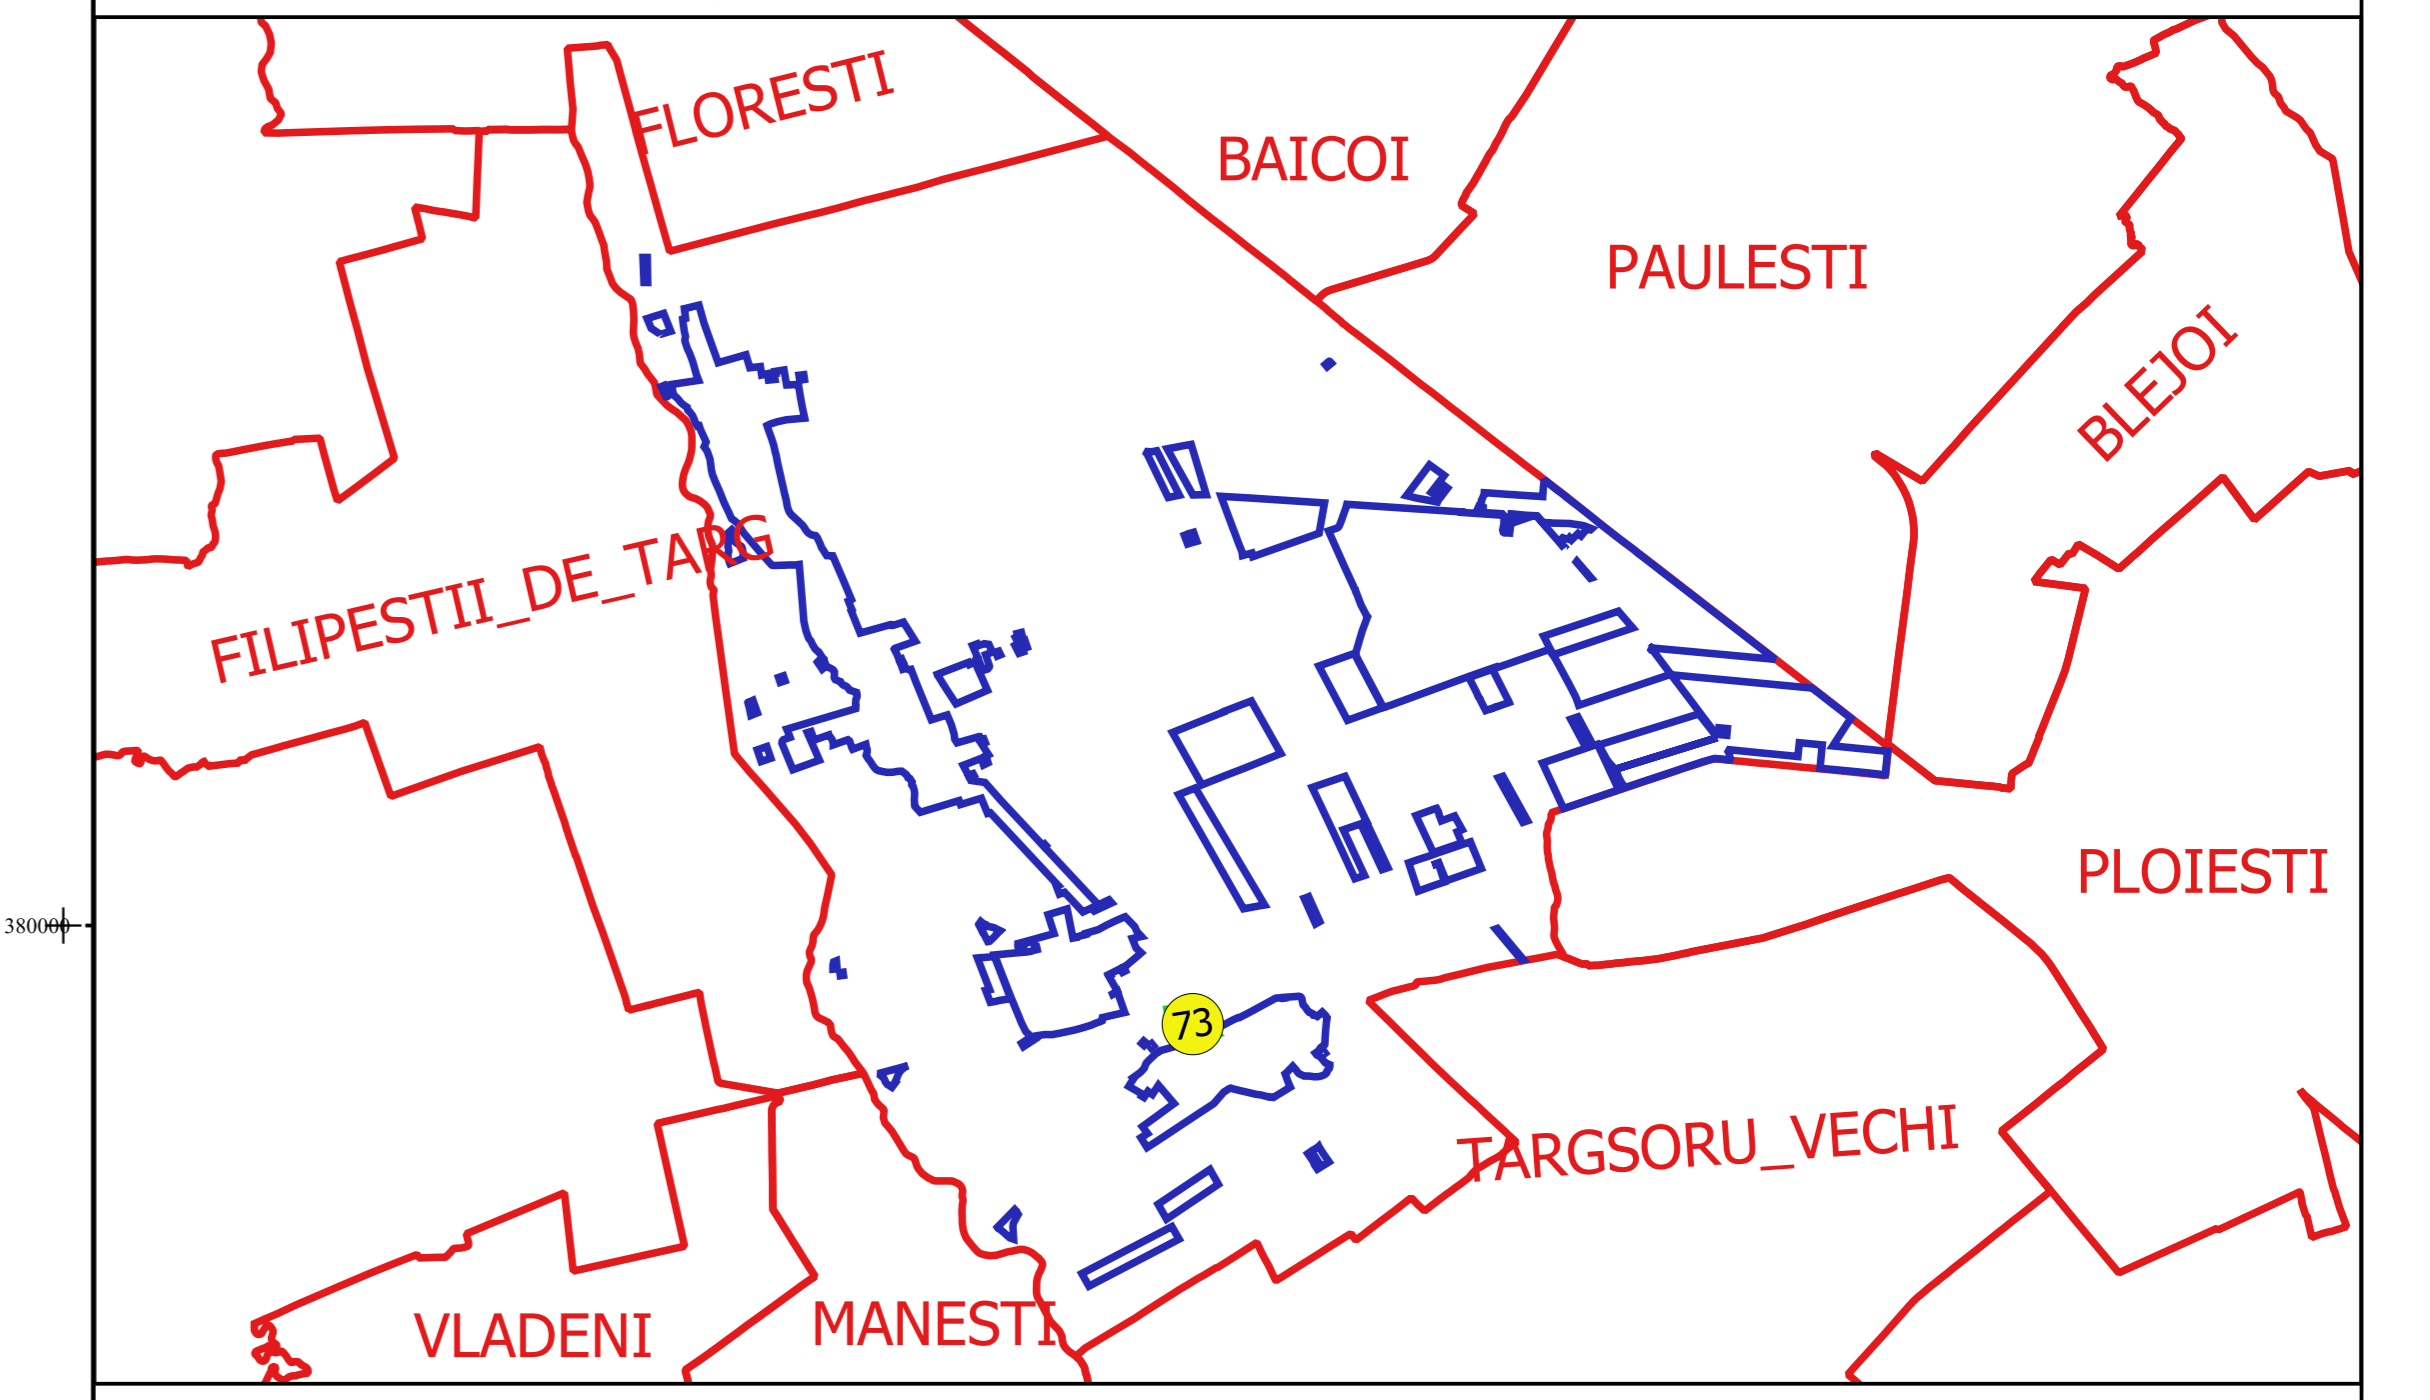 FLORESTI
BAICOI
PAULESTI
BLEJOI
FILIPESTII_DE_TARG
PLOIESTI
380000
73
TARGSORU_VECHI
VLADENI
MANESTI